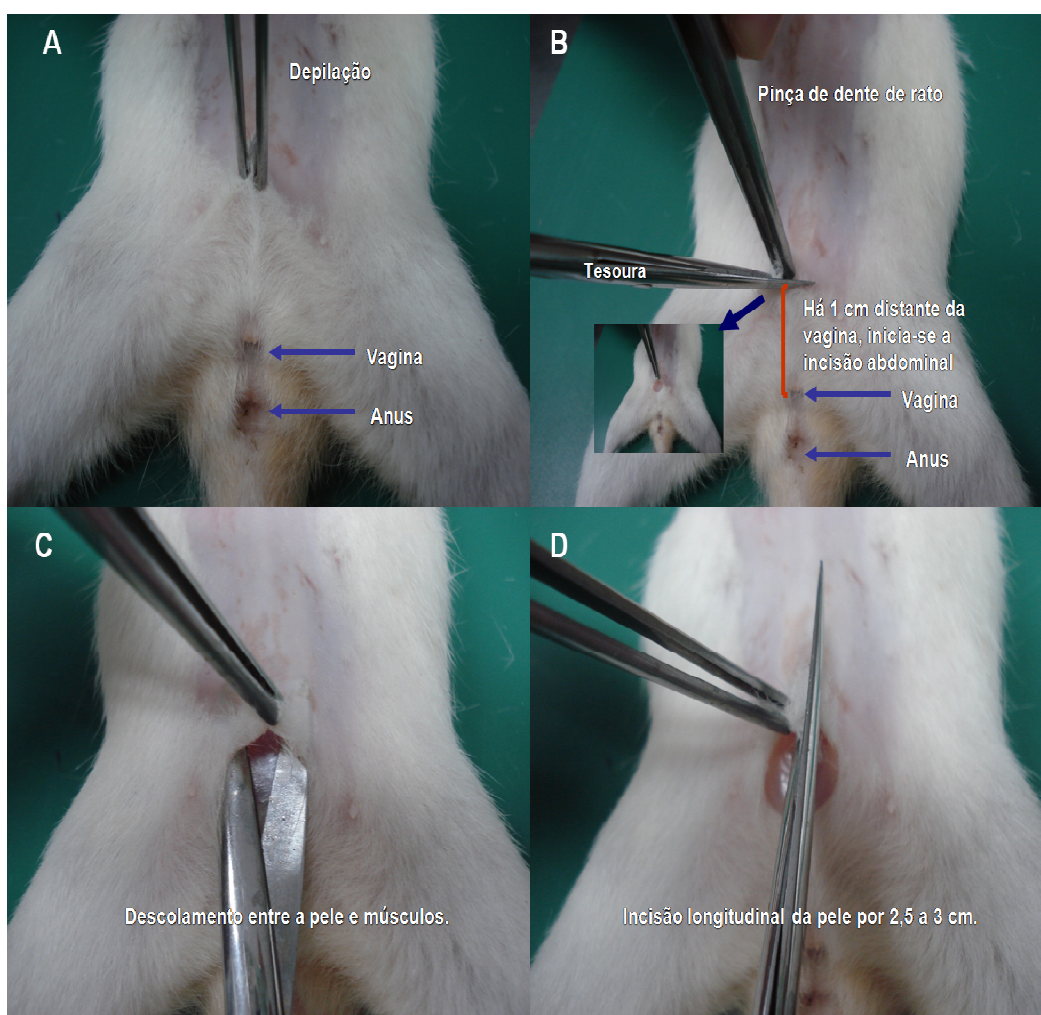 A
Depilação
Vagina
Anus
B
Pinça de dente de rato
Tesoura
Há 1 cm distante da
vagina, inicia-se a
incisão abdominal
Vagina
Anus
C
Descolamento entre a pele e músculos.
D
Incisão longitudinal da pele por 2,5 a 3 cm.